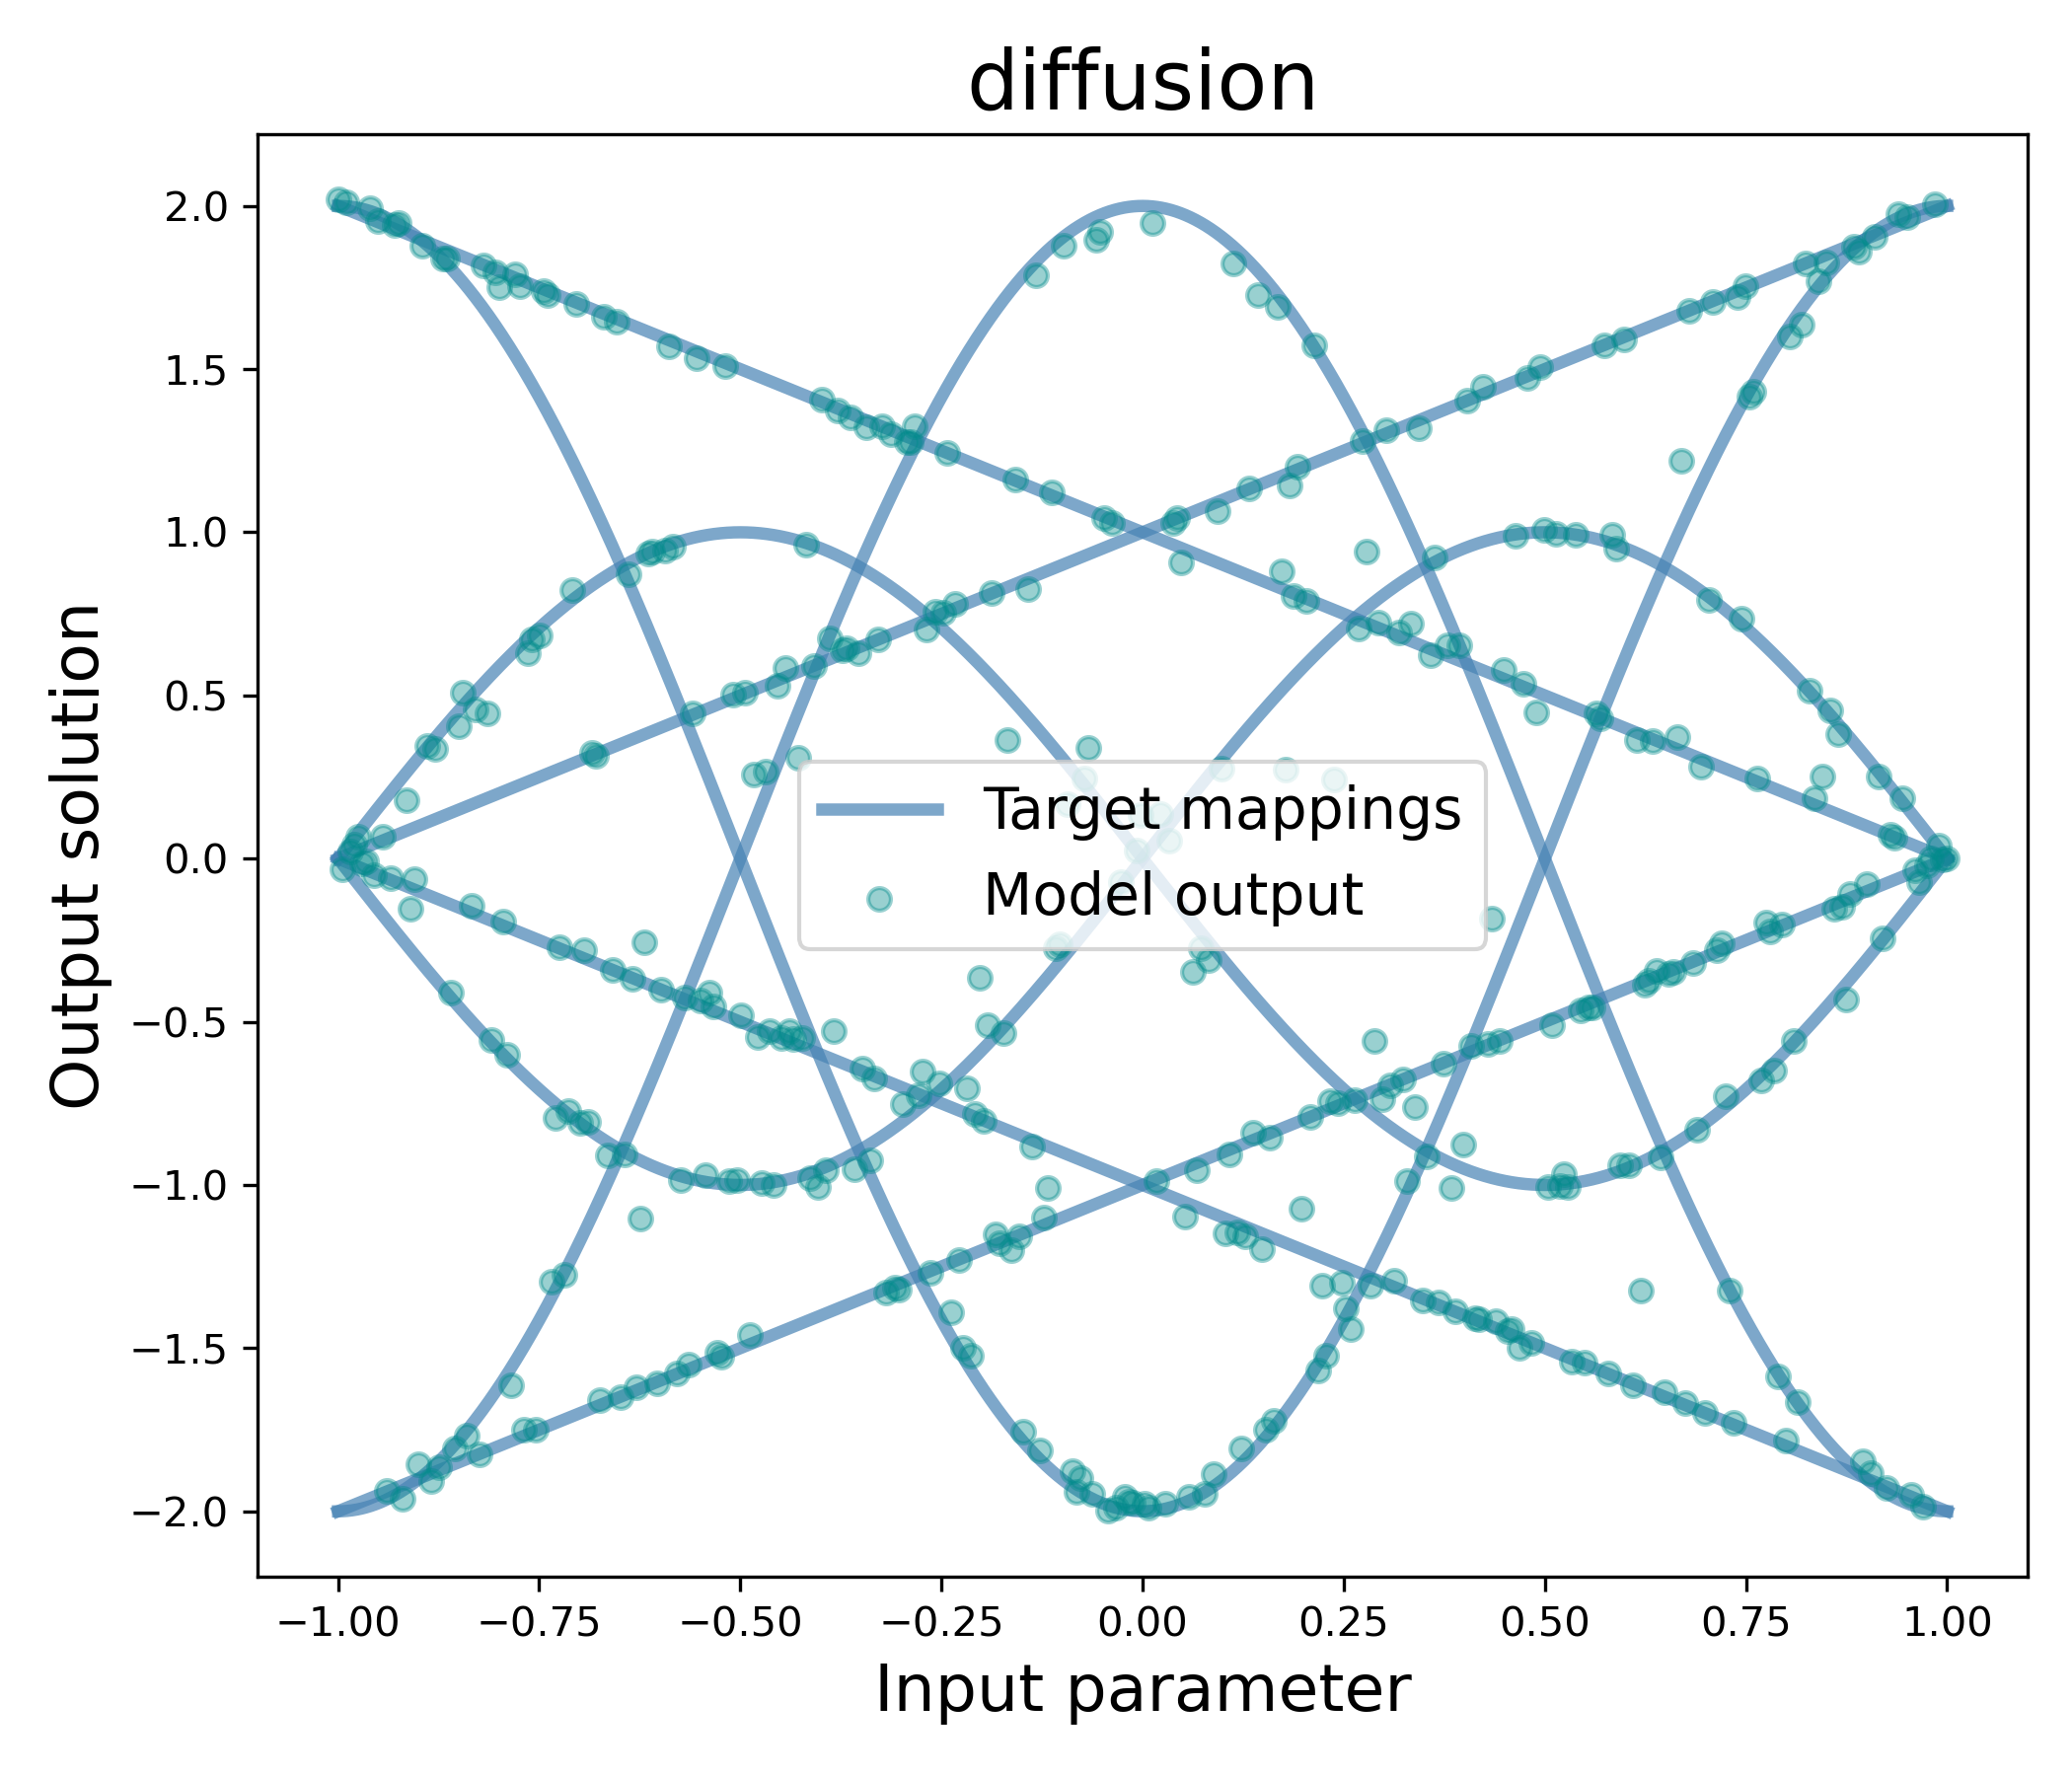 diffusion
Output solution
2.0
1.5
1.0
0.5
0.0
−0.5
−1.0
−1.5
−2.0
Target mappings
Model output
−1.00 −0.75 −0.50 −0.25 0.00 0.25 0.50 0.75 1.00
Input parameter